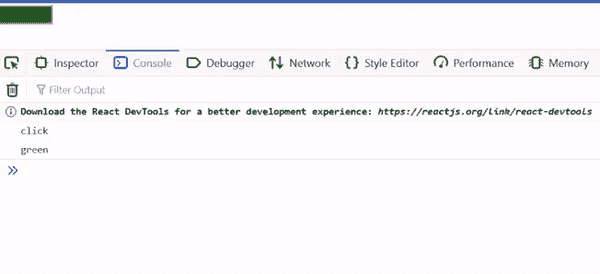 Inspector Console Debugger Network {} Style Editor Performance Memory
Filter Output
Download the React DevTools for a better development experience: https://reactjs.org/link/react-devtools
click
green
»